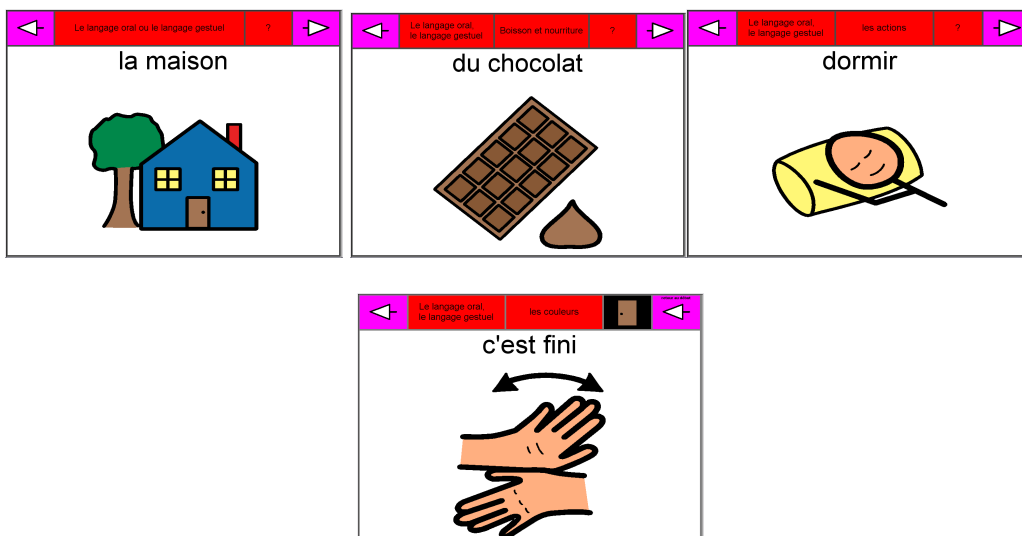 Le langage oral ou le langage gestuel
?
la maison
Le langage oral,
le langage gestuel
Boisson et nourriture
?
du chocolat
Le langage oral,
le langage gestuel
les actions
?
dormir
Le langage oral,
le langage gestuel
les couleurs
c'est fini